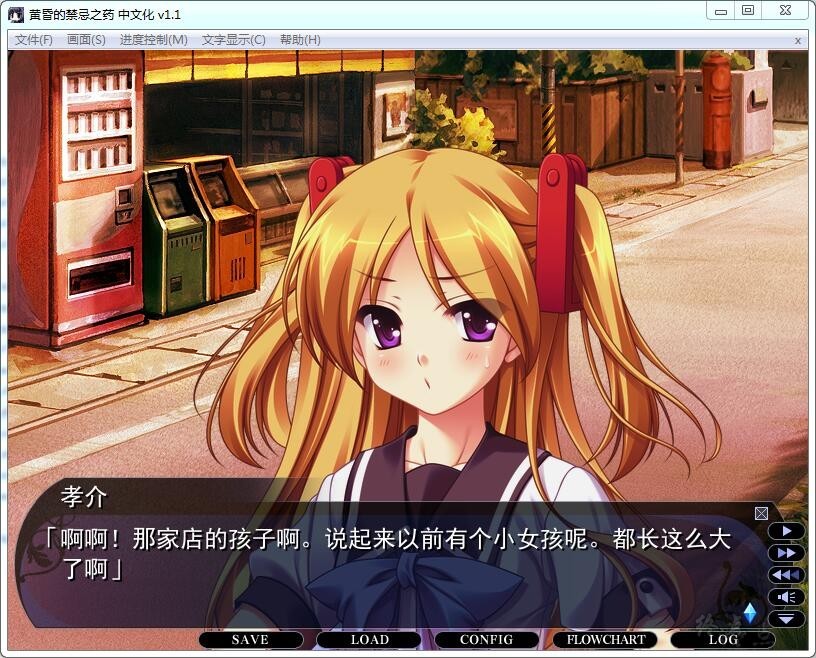 黄昏的禁忌之药 中文化 v1.1
文件(F) 画面(S) 进度控制(M) 文字显示(C) 帮助(H)
孝介
「啊啊！那家店的孩子啊。说起来以前有个小女孩呢。都长这么大
了啊」
SAVE LOAD CONFIG FLOWCHART LOG